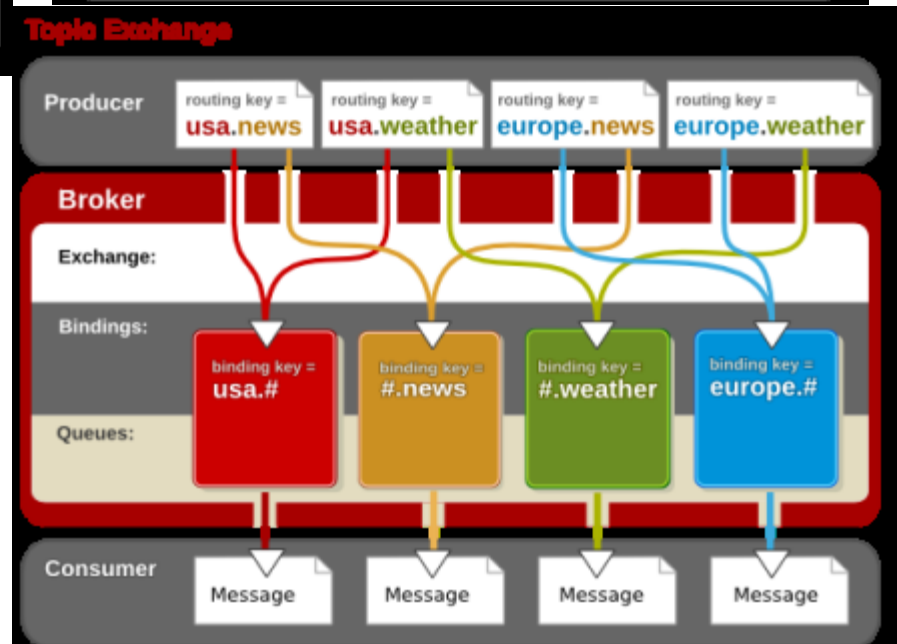 Topic Exchange
Producer
routing key =
usa.news
routing key =
usa.weather
routing key =
europe.news
routing key =
europe.weather
Broker
Exchange:
Bindings:
binding key =
usa.#
binding key =
#.news
binding key =
#.weather
binding key =
europe.#
Queues:
Consumer
Message
Message
Message
Message